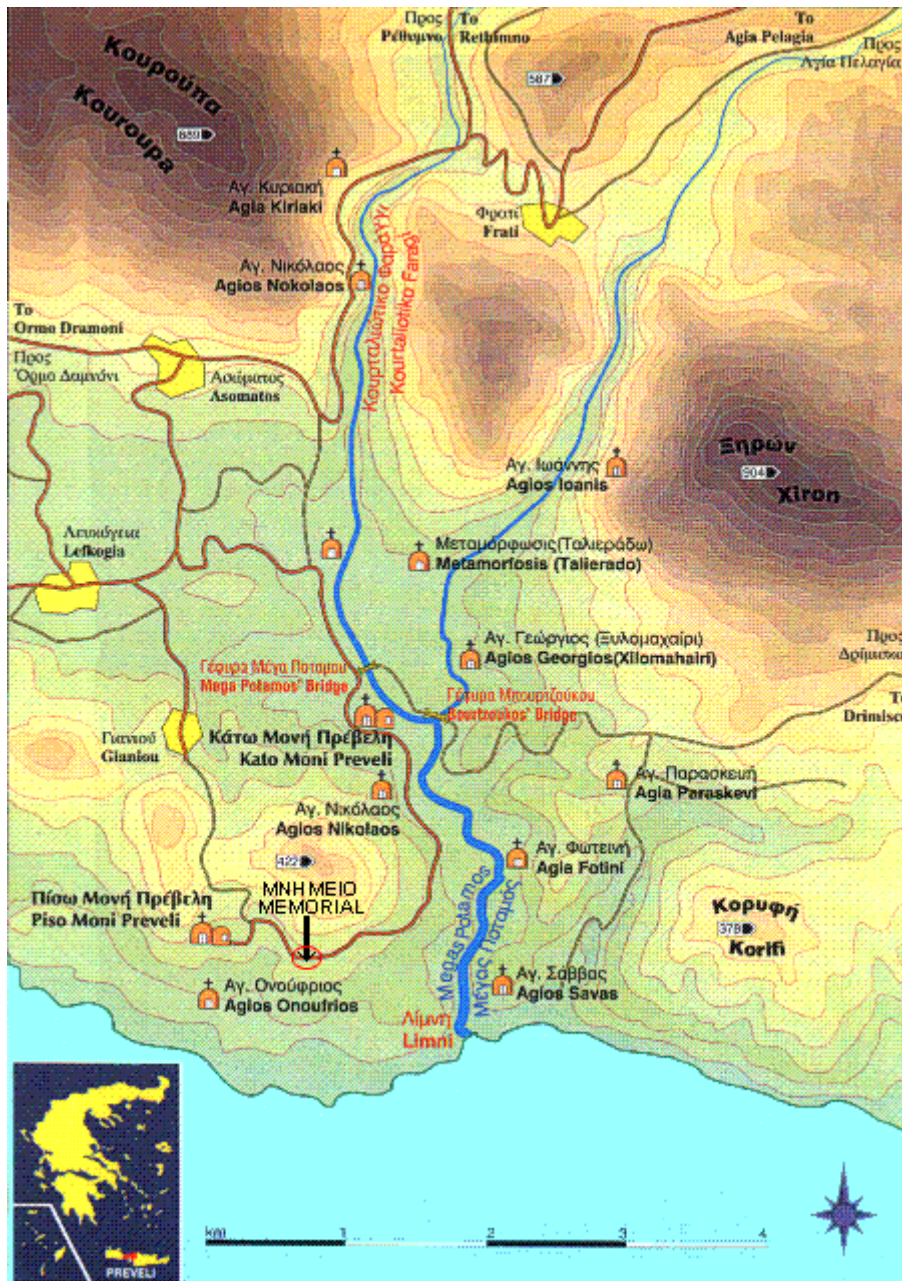 Προς
Ρέθυμνο
To
Rethimno
To
Agia Pelagia
Προς
Αγία Πελαγία
587
Κουρούπα
Kouroupa
889
Αγ. Κυριακή
Agia Kiriaki
Φρατί
Frati
Αγ. Νικόλαος
Agios Nokolaos
Κουρταλιώτικο Φαράγγι
Kourtaliotiko Faragi
To
Ormo Dramoni
Προς
Όρμο Δαμνόνι
Ασώματος
Asomatos
Ξηρών
904
Xiron
Αγ. Ιωάννης
Agios Ioanis
Λευκόγεια
Lefkogia
Μεταμόρφωσις(Ταλιεράδω)
Metamorfosis (Talierado)
Αγ. Γεώργιος (Ξυλομαχαίρι)
Agios Georgios(Xilomahairi)
Προς
Δρίμισκο
To
Drimisco
Γέφυρα Μέγα Ποταμού
Mega Potamos' Bridge
Γέφυρα Μπουρτζούκου
Bourtzoukos' Bridge
Γιανιού
Gianiou
Κάτω Μονή Πρέβελη
Kato Moni Preveli
Αγ. Παρασκευή
Agia Paraskevi
Αγ. Νικόλαος
Agios Nikolaos
Αγ. Φωτεινή
Agia Fotini
422
ΜΝΗΜΕΙΟ
MEMORIAL
Πίσω Μονή Πρέβελη
Piso Moni Preveli
Κορυφή
378
Korifi
Megas Potamos
Μέγας Ποταμός
Αγ. Ονούφριος
Agios Onoufrios
Αγ. Σάββας
Agios Savas
Λίμνη
Limni
PREVELI
km
1
2
3
4